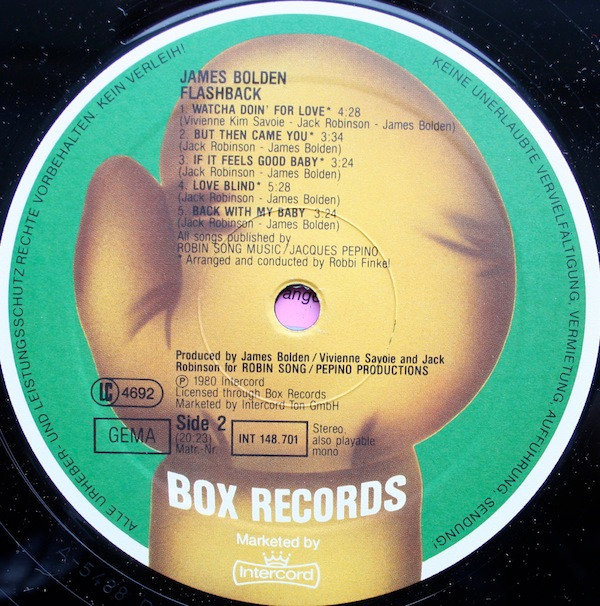 JAMES BOLDEN
FLASHBACK
1. WATCHA DOIN' FOR LOVE* 4:28
(Vivienne Kim Savoie - Jack Robinson - James Bolden)
2. BUT THEN CAME YOU* 3:34
(Jack Robinson - James Bolden)
3. IF IT FEELS GOOD BABY* 3:24
(Jack Robinson - James Bolden)
4. LOVE BLIND* 5:28
(Jack Robinson - James Bolden)
5. BACK WITH MY BABY 3:24
(Jack Robinson - James Bolden)
All songs published by
ROBIN SONG MUSIC/JACQUES PEPINO
* Arranged and conducted by Robbi Finkel
Produced by James Bolden/Vivienne Savoie and Jack
Robinson for ROBIN SONG/PEPINO PRODUCTIONS
Ⓟ 1980 Intercord
Licensed through Box Records
Marketed by Intercord Ton GmbH
LC 4692
GEMA
Side 2
(20:23)
Matr.-Nr.
INT 148.701
Stereo,
also playable
mono
BOX RECORDS
Marketed by
Intercord
ALLE URHEBER- UND LEISTUNGSSCHUTZRECHTE VORBEHALTEN. KEIN VERLEIH! KEINE UNERLAUBTE VERVIELFÄLTIGUNG, VERMIETUNG, AUFFÜHRUNG, SENDUNG!